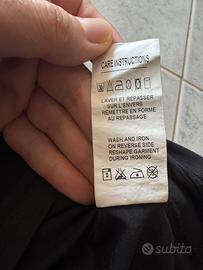 CARE INSTRUCTIONS
LAVER ET REPASSER
SUR L'ENVERS
REMETTRE EN FORME
AU REPASSAGE
WASH AND IRON
ON REVERSE SIDE
RESHAPE GARMENT
DURING IRONING
subito